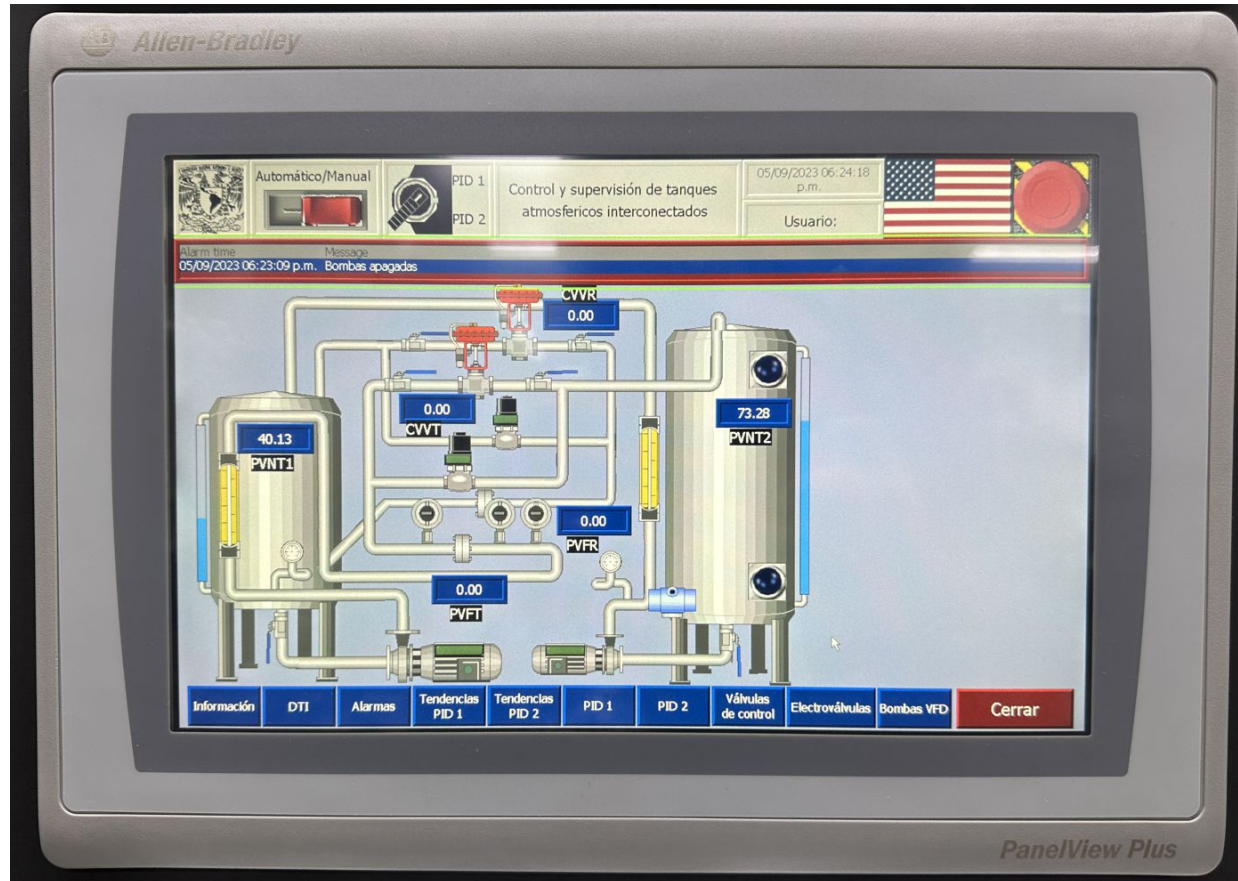 Allen-Bradley
Automático/Manual
PID 1
PID 2
Control y supervisión de tanques
atmosfericos interconectados
05/09/2023 06:24:18
p.m.
Usuario:
Alarm time Message
05/09/2023 06:23:09 p.m. Bombas apagadas
CVVR
0.00
0.00
CVVT
40.13
PVNT1
73.28
PVNT2
0.00
PVFR
0.00
PVFT
Información
DTI
Alarmas
Tendencias
PID 1
Tendencias
PID 2
PID 1
PID 2
Válvulas
de control
Electroválvulas
Bombas VFD
Cerrar
PanelView Plus